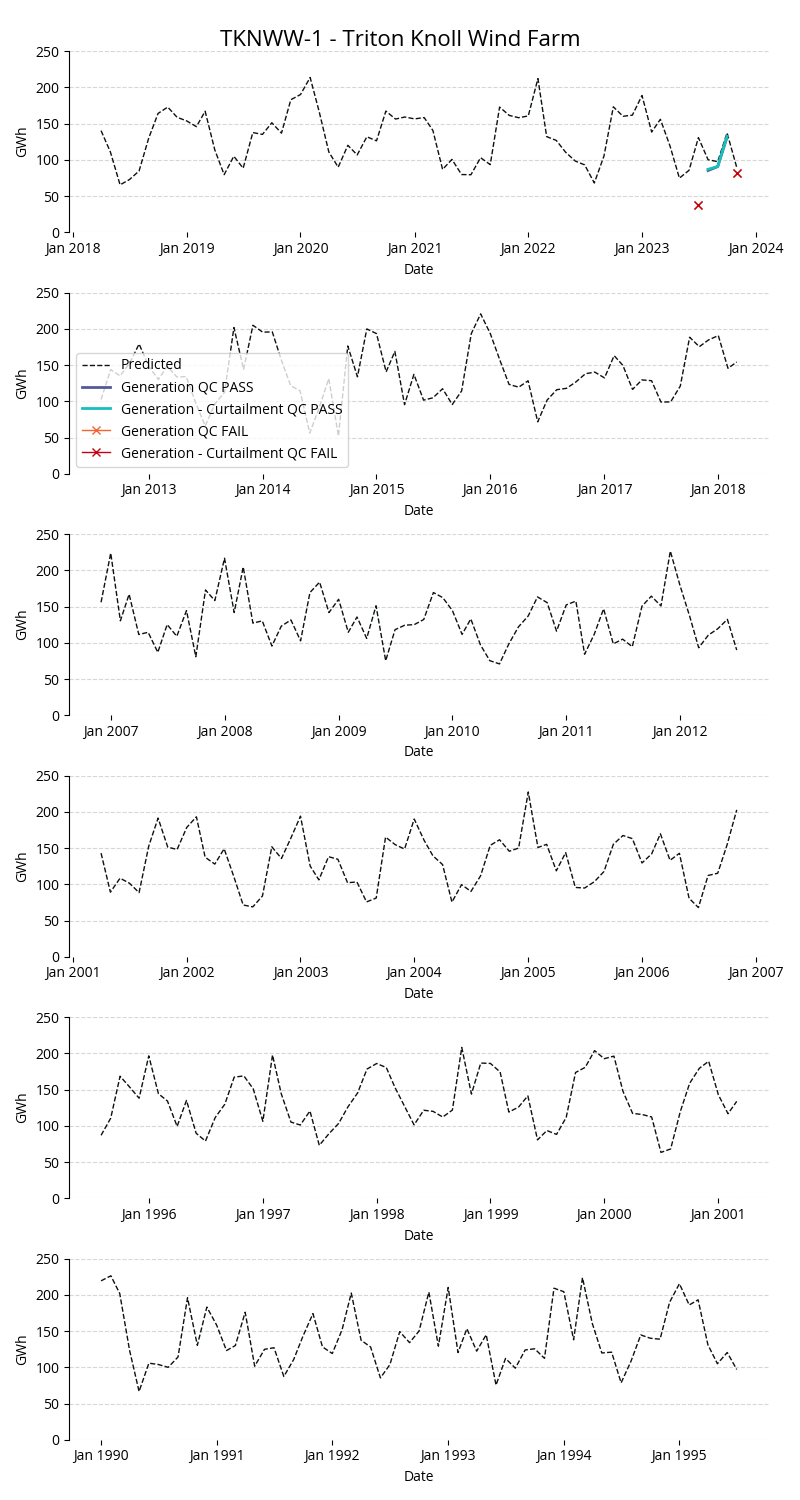 TKNWW-1 - Triton Knoll Wind Farm
250
200
150
100
50
0
GWh
Jan 2018 Jan 2019 Jan 2020 Jan 2021 Jan 2022 Jan 2023 Jan 2024
Date
250
200
150
100
50
0
GWh
Predicted
Generation QC PASS
Generation - Curtailment QC PASS
Generation QC FAIL
Generation - Curtailment QC FAIL
Jan 2013 Jan 2014 Jan 2015 Jan 2016 Jan 2017 Jan 2018
Date
250
200
150
100
50
0
GWh
Jan 2007 Jan 2008 Jan 2009 Jan 2010 Jan 2011 Jan 2012
Date
250
200
150
100
50
0
GWh
Jan 2001 Jan 2002 Jan 2003 Jan 2004 Jan 2005 Jan 2006 Jan 2007
Date
250
200
150
100
50
0
GWh
Jan 1996 Jan 1997 Jan 1998 Jan 1999 Jan 2000 Jan 2001
Date
250
200
150
100
50
0
GWh
Jan 1990 Jan 1991 Jan 1992 Jan 1993 Jan 1994 Jan 1995
Date